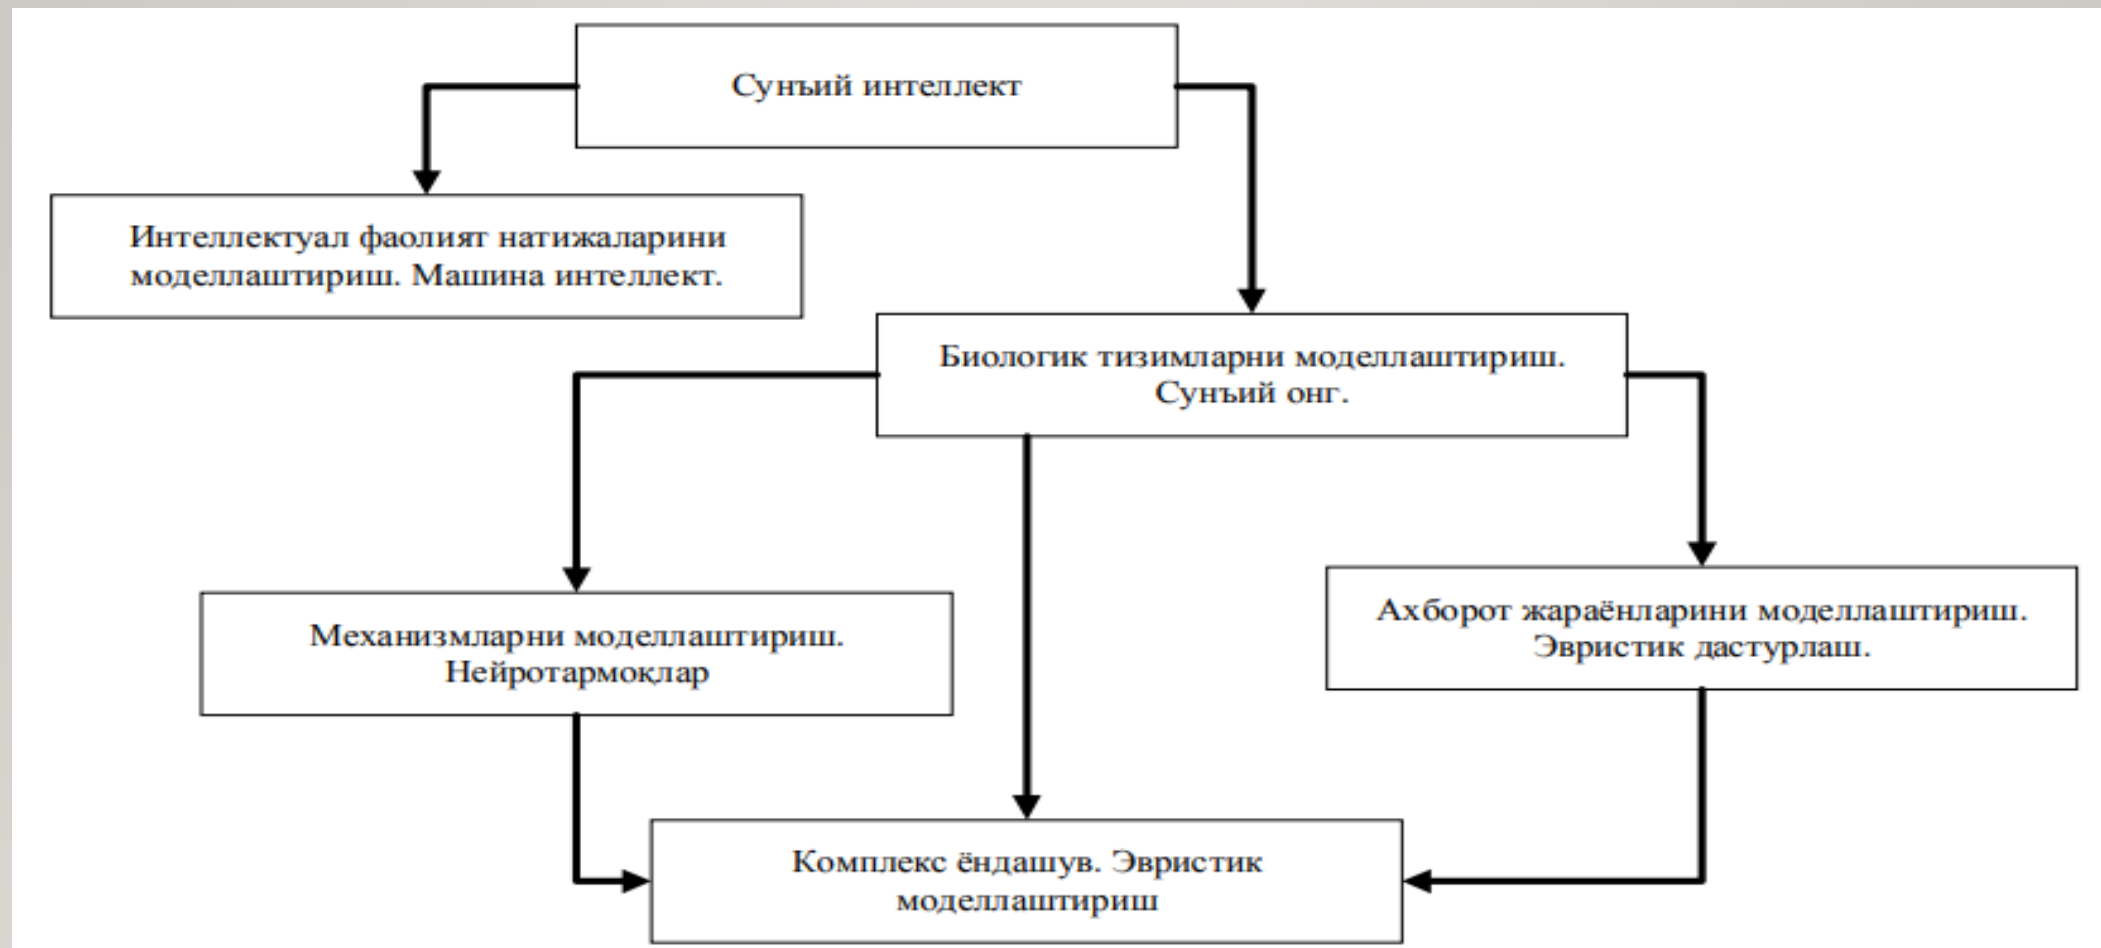 Сунъий интеллект
Интеллектуал фаолият натижаларини
моделлаштириш. Машина интеллект.
Биологик тизимларни моделлаштириш.
Сунъий онг.
Механизмларни моделлаштириш.
Нейротармоқлар
Ахборот жараёнларини моделлаштириш.
Эвристик дастурлаш.
Комплекс ёндашув. Эвристик
моделлаштириш